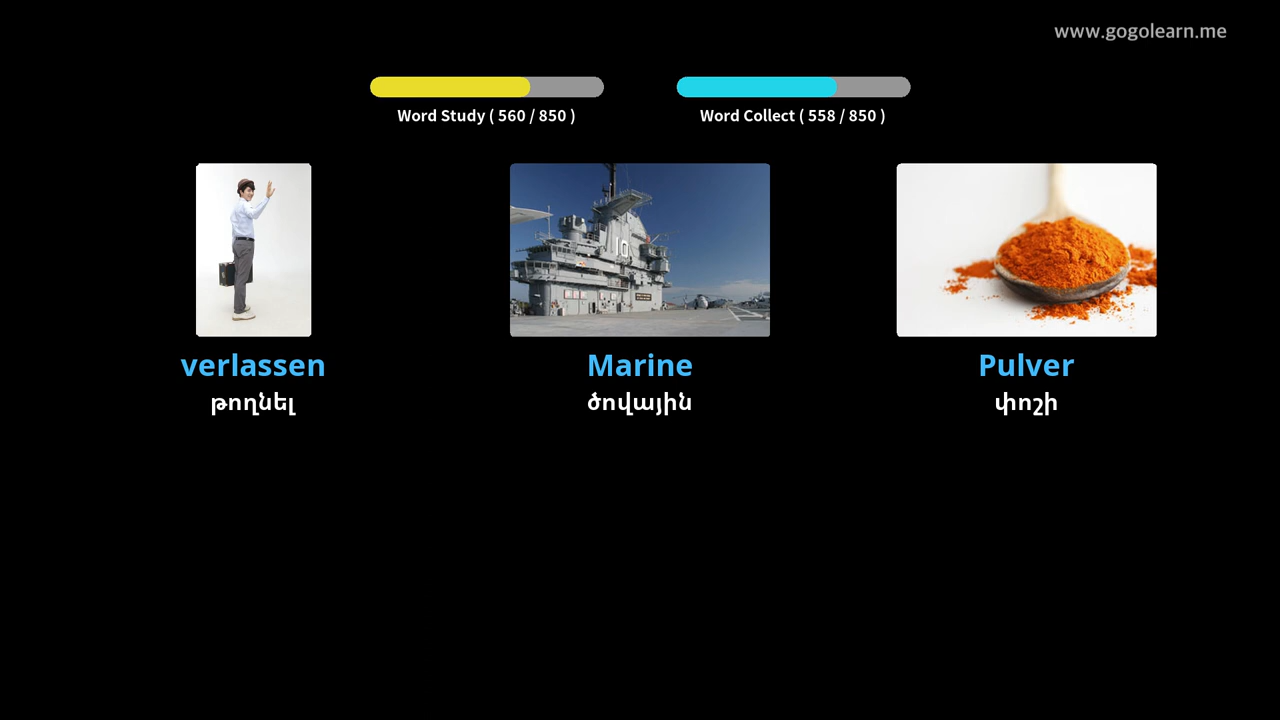 www.gogolearn.me
Word Study ( 560 / 850 )
Word Collect ( 558 / 850 )
verlassen
թողնել
Marine
ծովային
Pulver
փոշի